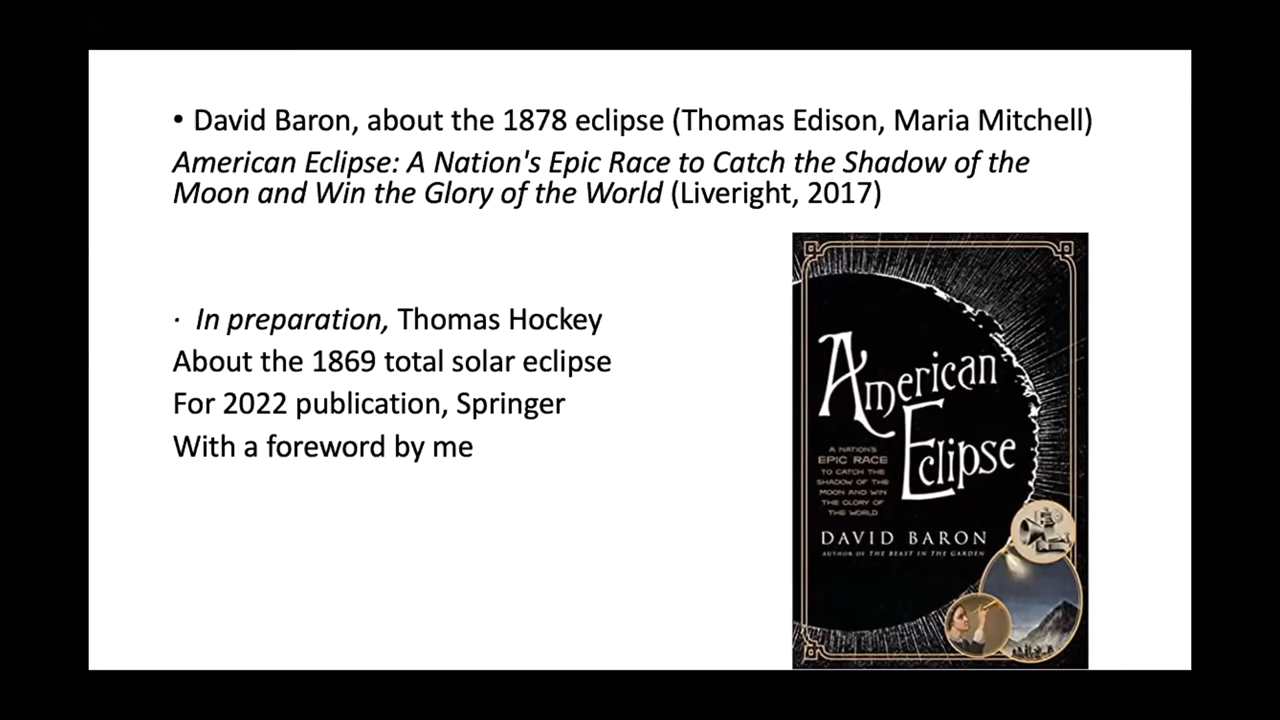 • David Baron, about the 1878 eclipse (Thomas Edison, Maria Mitchell)
American Eclipse: A Nation's Epic Race to Catch the Shadow of the
Moon and Win the Glory of the World (Liveright, 2017)
· In preparation, Thomas Hockey
About the 1869 total solar eclipse
For 2022 publication, Springer
With a foreword by me
American
Eclipse
A NATION'S
EPIC RACE
TO CATCH THE
SHADOW OF THE
MOON AND WIN
THE GLORY OF
THE WORLD
DAVID BARON
AUTHOR OF THE BEAST IN THE GARDEN